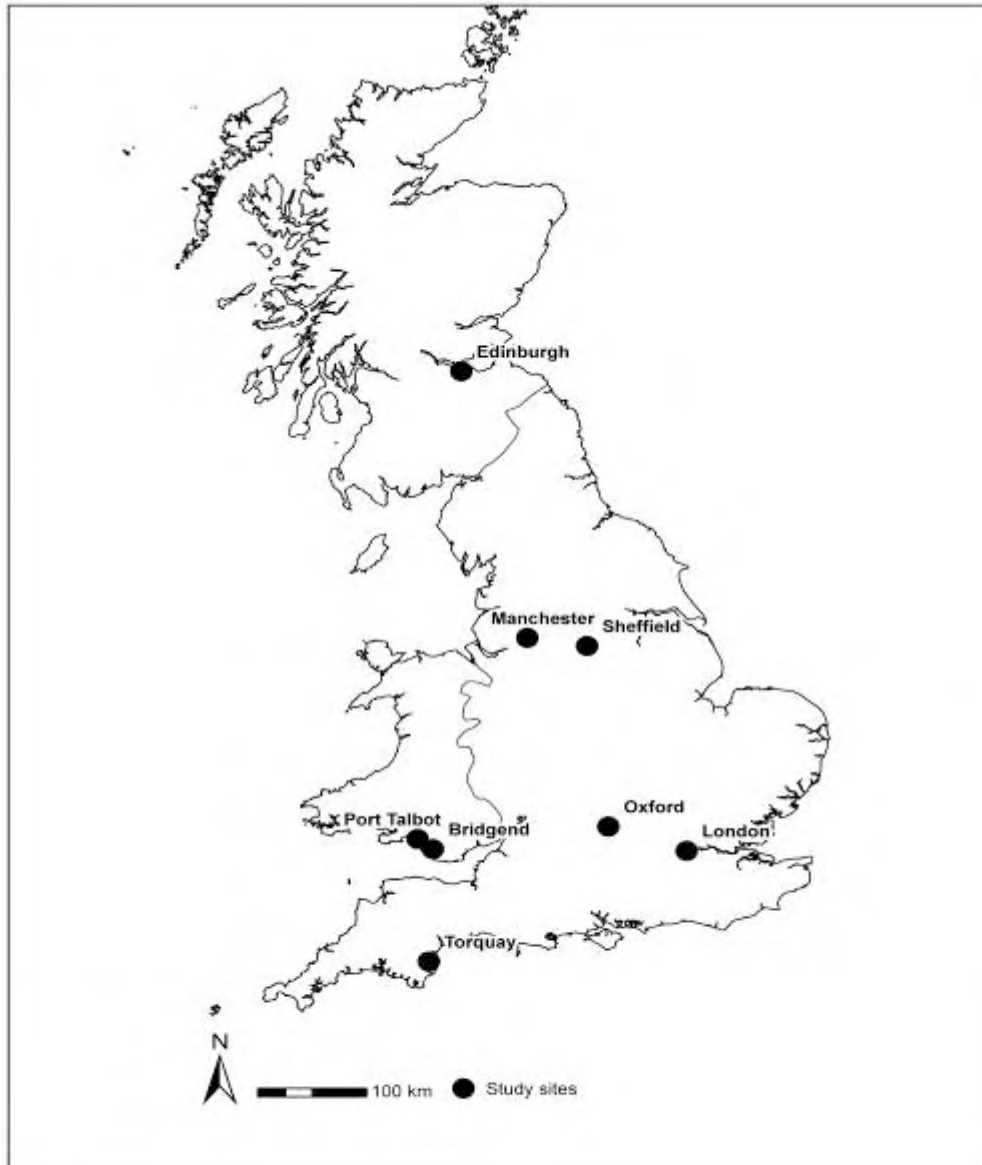 Edinburgh
Manchester
Sheffield
Oxford
Port Talbot
Bridgend
London
Torquay
N
100 km
Study sites